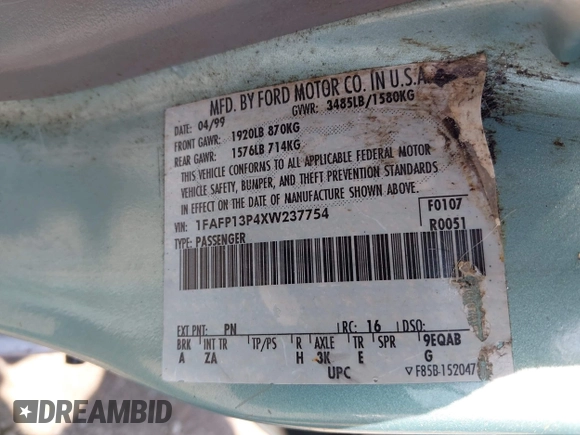 MFD. BY FORD MOTOR CO. IN U.S.A.
DATE: 04/99 GVWR: 3485LB/1580KG
FRONT GAWR: 1920LB 870KG
REAR GAWR: 1576LB 714KG
THIS VEHICLE CONFORMS TO ALL APPLICABLE FEDERAL MOTOR
VEHICLE SAFETY, BUMPER, AND THEFT PREVENTION STANDARDS
IN EFFECT ON THE DATE OF MANUFACTURE SHOWN ABOVE.
VIN: 1FAFP13P4XW237754 F0107
TYPE: PASSENGER R0051
EXT PNT: PN RC: 16 DSO:
BRK INT TR TP/PS R AXLE TR SPR 9EQAB
A ZA H 3K E G
UPC ▽F85B-152047
DREAMBID